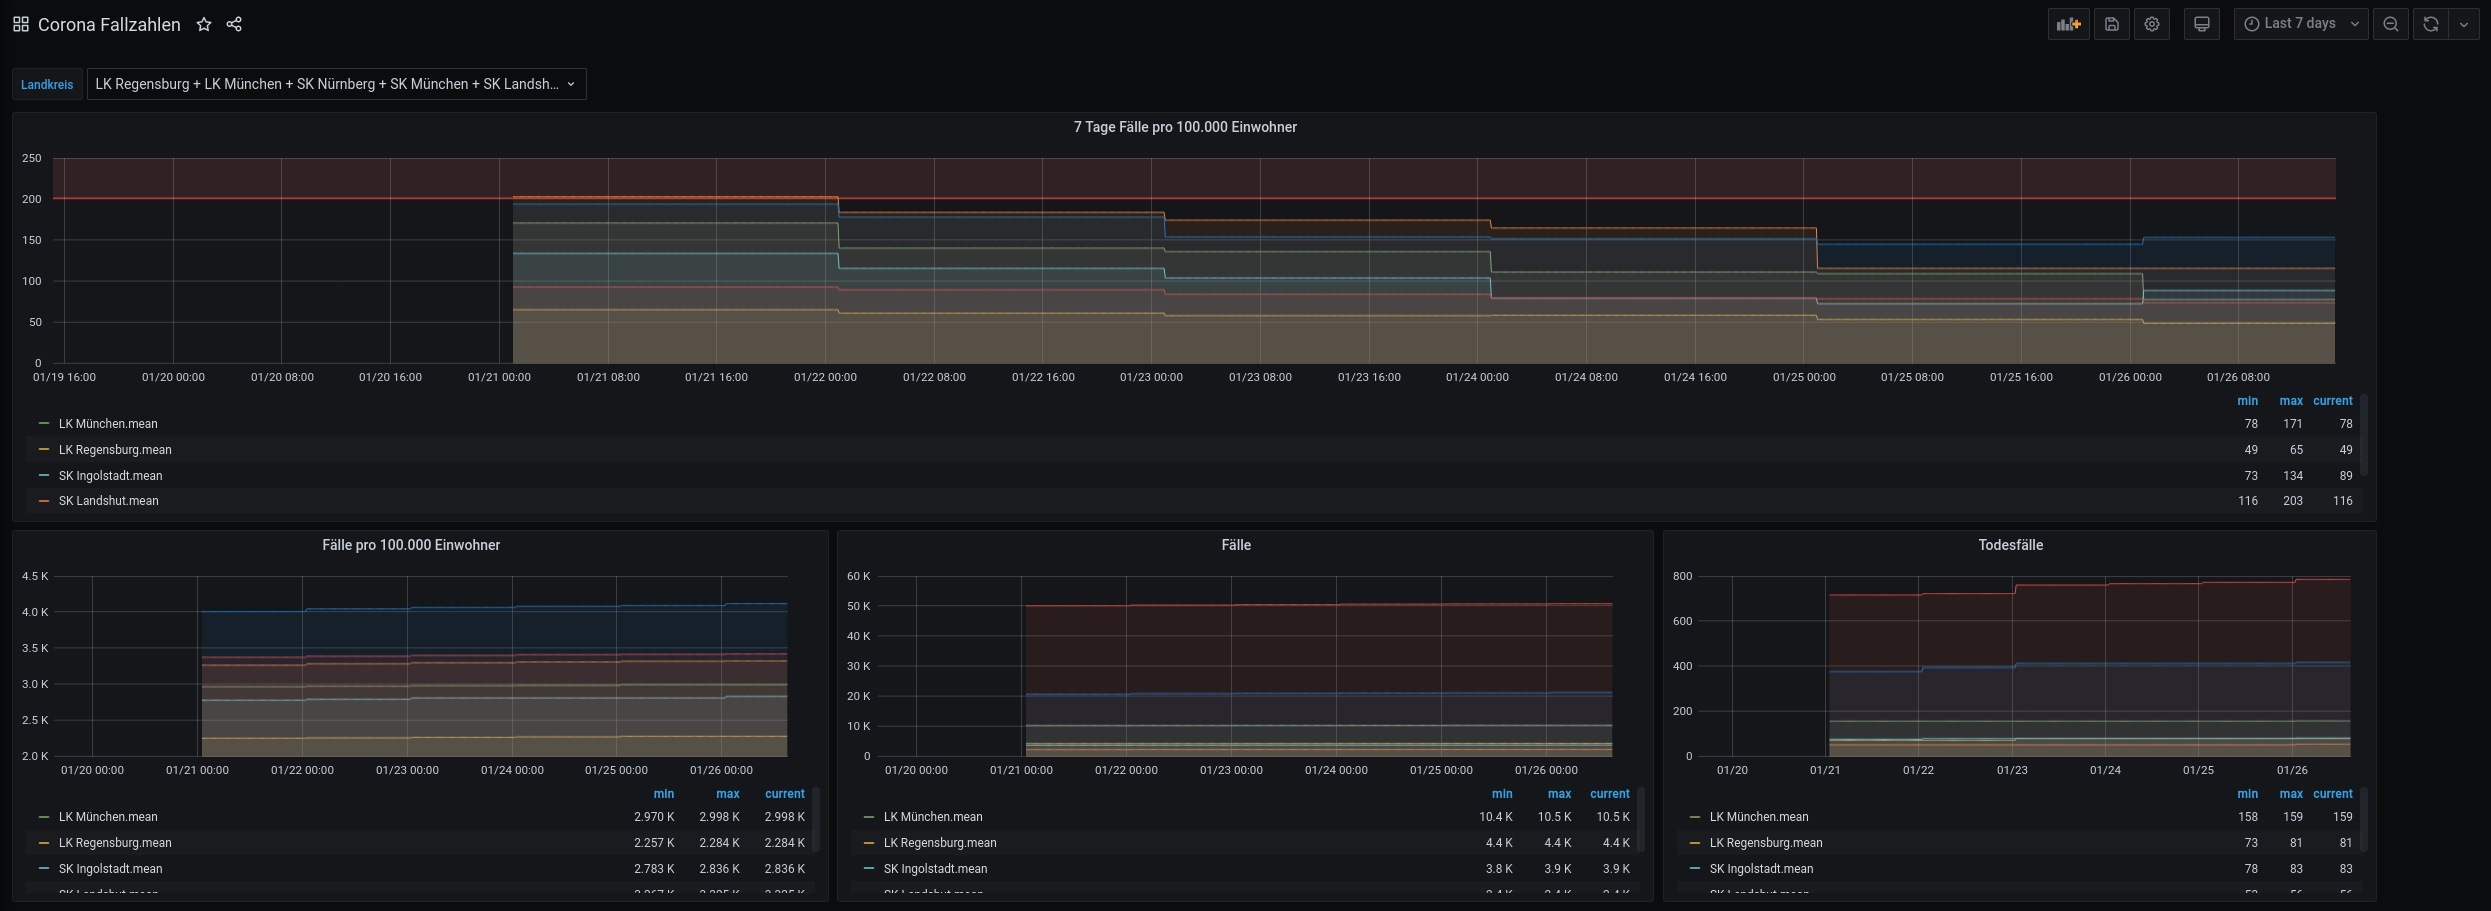 Corona Fallzahlen
Last 7 days
Landkreis
LK Regensburg + LK München + SK Nürnberg + SK München + SK Landsh...
7 Tage Fälle pro 100.000 Einwohner
250
200
150
100
50
0
01/19 16:00 01/20 00:00 01/20 08:00 01/20 16:00 01/21 00:00 01/21 08:00 01/21 16:00 01/22 00:00 01/22 08:00 01/22 16:00 01/23 00:00 01/23 08:00 01/23 16:00 01/24 00:00 01/24 08:00 01/24 16:00 01/25 00:00 01/25 08:00 01/25 16:00 01/26 00:00 01/26 08:00
min max current
LK München.mean 78 171 78
LK Regensburg.mean 49 65 49
SK Ingolstadt.mean 73 134 89
SK Landshut.mean 116 203 116
Fälle pro 100.000 Einwohner
4.5 K
4.0 K
3.5 K
3.0 K
2.5 K
2.0 K
01/20 00:00 01/21 00:00 01/22 00:00 01/23 00:00 01/24 00:00 01/25 00:00 01/26 00:00
min max current
LK München.mean 2.970 K 2.998 K 2.998 K
LK Regensburg.mean 2.257 K 2.284 K 2.284 K
SK Ingolstadt.mean 2.783 K 2.836 K 2.836 K
SK Landshut.mean
Fälle
60 K
50 K
40 K
30 K
20 K
10 K
0
01/20 00:00 01/21 00:00 01/22 00:00 01/23 00:00 01/24 00:00 01/25 00:00 01/26 00:00
min max current
LK München.mean 10.4 K 10.5 K 10.5 K
LK Regensburg.mean 4.4 K 4.4 K 4.4 K
SK Ingolstadt.mean 3.8 K 3.9 K 3.9 K
SK Landshut.mean
Todesfälle
800
600
400
200
0
01/20 01/21 01/22 01/23 01/24 01/25 01/26
min max current
LK München.mean 158 159 159
LK Regensburg.mean 73 81 81
SK Ingolstadt.mean 78 83 83
SK Landshut.mean